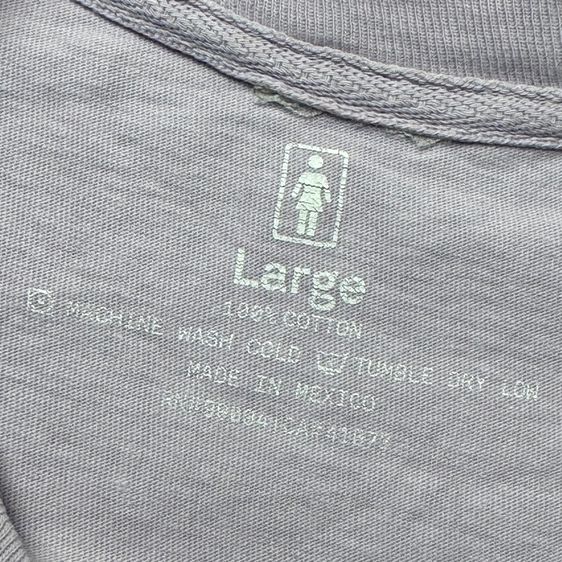 Large
100% COTTON
MACHINE WASH COLD TUMBLE DRY LOW
MADE IN MEXICO